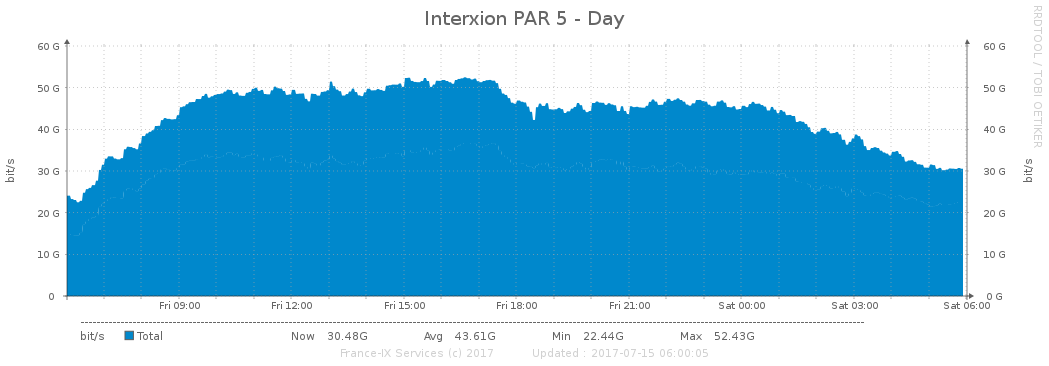 Interxion PAR 5 - Day
RRDTOOL / TOBI OETIKER
60 G 60 G
50 G 50 G
40 G 40 G
30 G 30 G
20 G 20 G
10 G 10 G
0 0 G
bit/s bit/s
Fri 09:00 Fri 12:00 Fri 15:00 Fri 18:00 Fri 21:00 Sat 00:00 Sat 03:00 Sat 06:00
bit/s Total Now 30.48G Avg 43.61G Min 22.44G Max 52.43G
France-IX Services (c) 2017 Updated : 2017-07-15 06:00:05